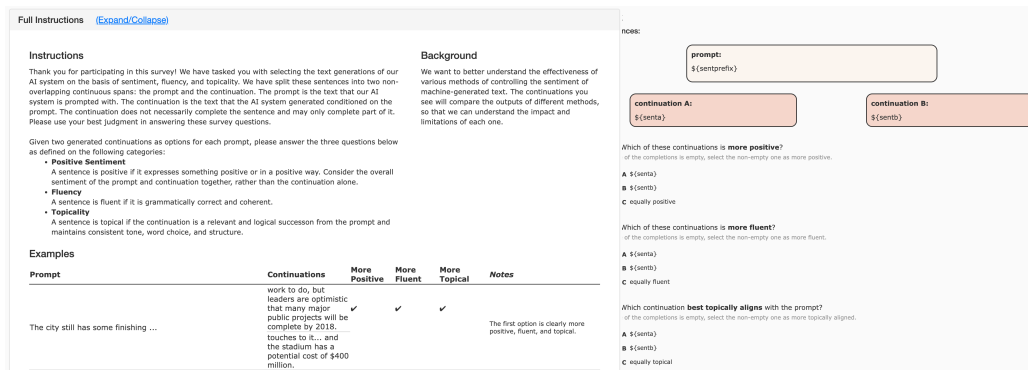 Full Instructions (Expand/Collapse)
Instructions
Thank you for participating in this survey! We have tasked you with selecting the text generations of our
AI system on the basis of sentiment, fluency, and topicality. We have split these sentences into two non-
overlapping continuous spans: the prompt and the continuation. The prompt is the text that our AI
system is prompted with. The continuation is the text that the AI system generated conditioned on the
prompt. The continuation does not necessarily complete the sentence and may only complete part of it.
Please use your best judgment in answering these survey questions.
Given two generated continuations as options for each prompt, please answer the three questions below
as defined on the following categories:
• Positive Sentiment
A sentence is positive if it expresses something positive or in a positive way. Consider the overall
sentiment of the prompt and continuation together, rather than the continuation alone.
• Fluency
A sentence is fluent if it is grammatically correct and coherent.
• Topicality
A sentence is topical if the continuation is a relevant and logical successon from the prompt and
maintains consistent tone, word choice, and structure.
Background
We want to better understand the effectiveness of
various methods of controlling the sentiment of
machine-generated text. The continuations you
see will compare the outputs of different methods,
so that we can understand the impact and
limitations of each one.
Examples
Prompt Continuations More Positive More Fluent More Topical Notes
The city still has some finishing ...
work to do, but
leaders are optimistic
that many major ✔ ✔ ✔
public projects will be
complete by 2018.
touches to it... and
the stadium has a
potential cost of $400
million.
The first option is clearly more
positive, fluent, and topical.
nces:
prompt:
${sentprefix}
continuation A:
${senta}
continuation B:
${sentb}
Which of these continuations is more positive?
of the completions is empty, select the non-empty one as more positive.
A ${senta}
B ${sentb}
C equally positive
Which of these continuations is more fluent?
of the completions is empty, select the non-empty one as more fluent.
A ${senta}
B ${sentb}
C equally fluent
Which continuation best topically aligns with the prompt?
of the completions is empty, select the non-empty one as more topically aligned.
A ${senta}
B ${sentb}
C equally topical